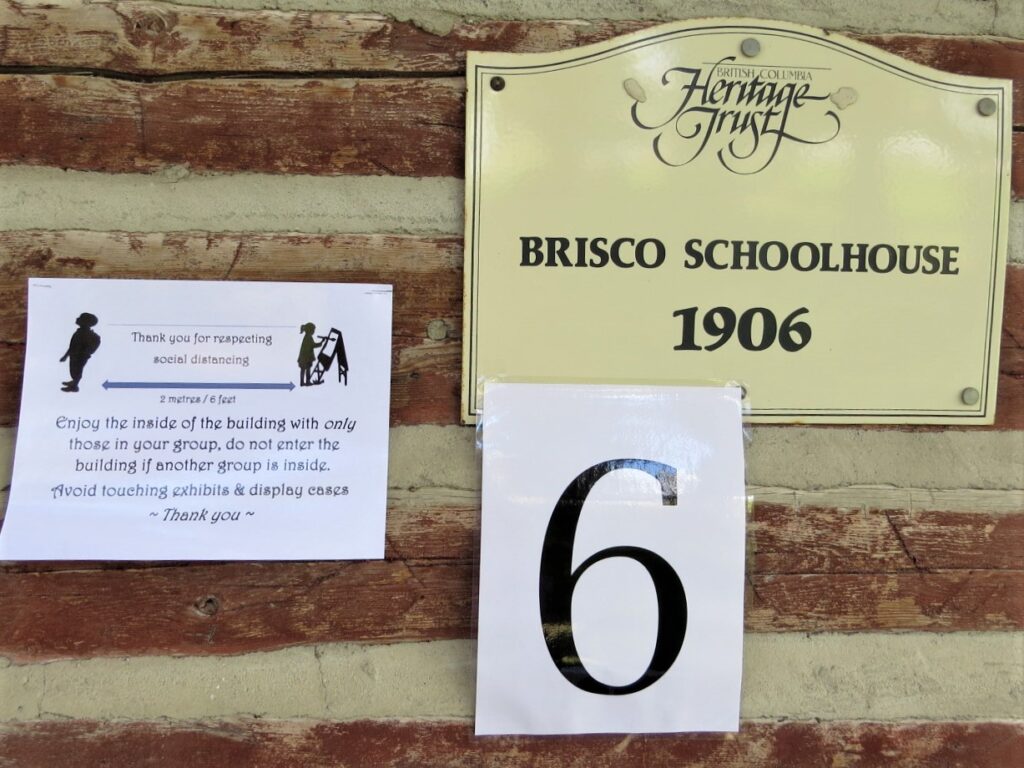 BRITISH COLUMBIA
Heritage
Trust
BRISCO SCHOOLHOUSE
1906
Thank you for respecting
social distancing
2 metres / 6 feet
Enjoy the inside of the building with only
those in your group, do not enter the
building if another group is inside.
Avoid touching exhibits & display cases
~ Thank you ~
6